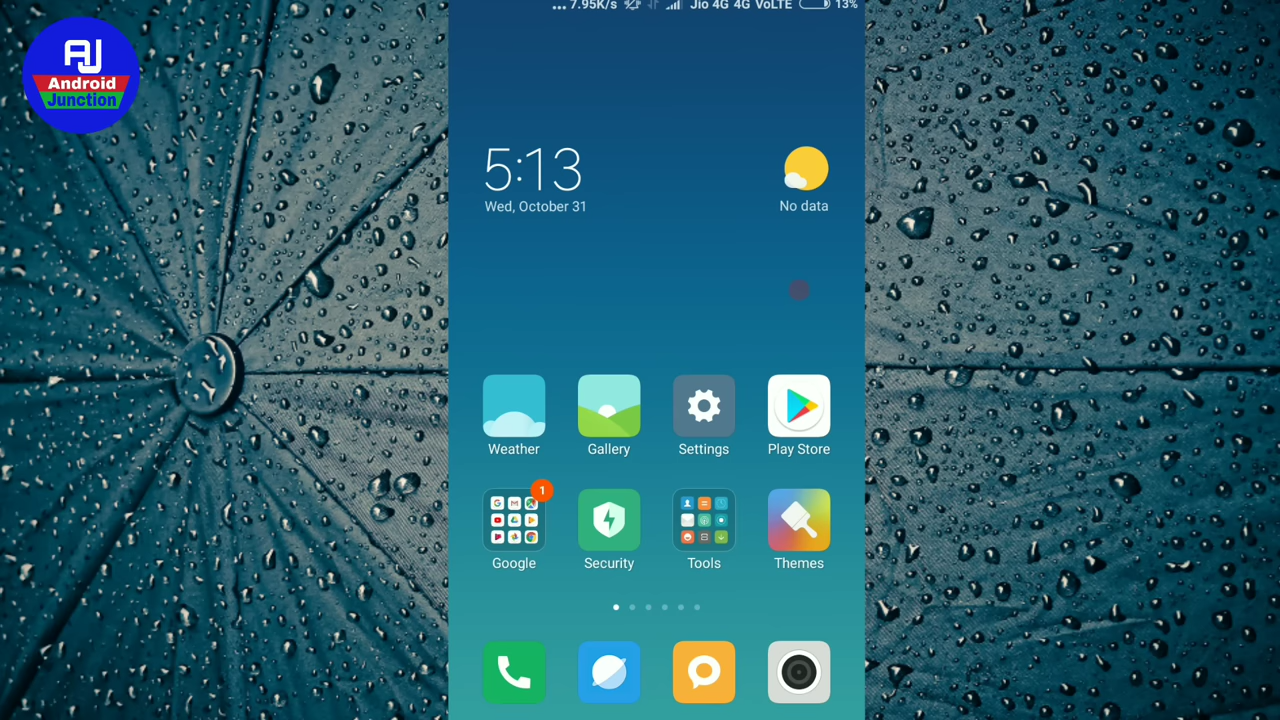 ... 7.95K/s Jio 4G 4G VoLTE 13%
AJ
Android
Junction
5:13
Wed, October 31
No data
Weather Gallery Settings Play Store
1
Google Security Tools Themes